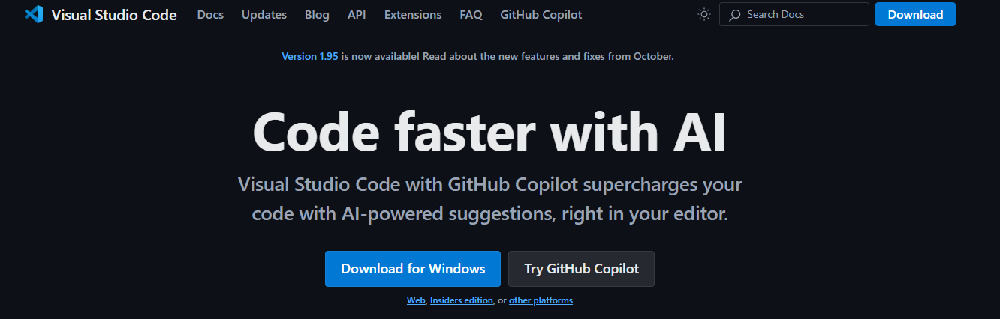 Visual Studio Code Docs Updates Blog API Extensions FAQ GitHub Copilot Search Docs Download
Version 1.95 is now available! Read about the new features and fixes from October.
Code faster with AI
Visual Studio Code with GitHub Copilot supercharges your
code with AI-powered suggestions, right in your editor.
Download for Windows Try GitHub Copilot
Web, Insiders edition, or other platforms